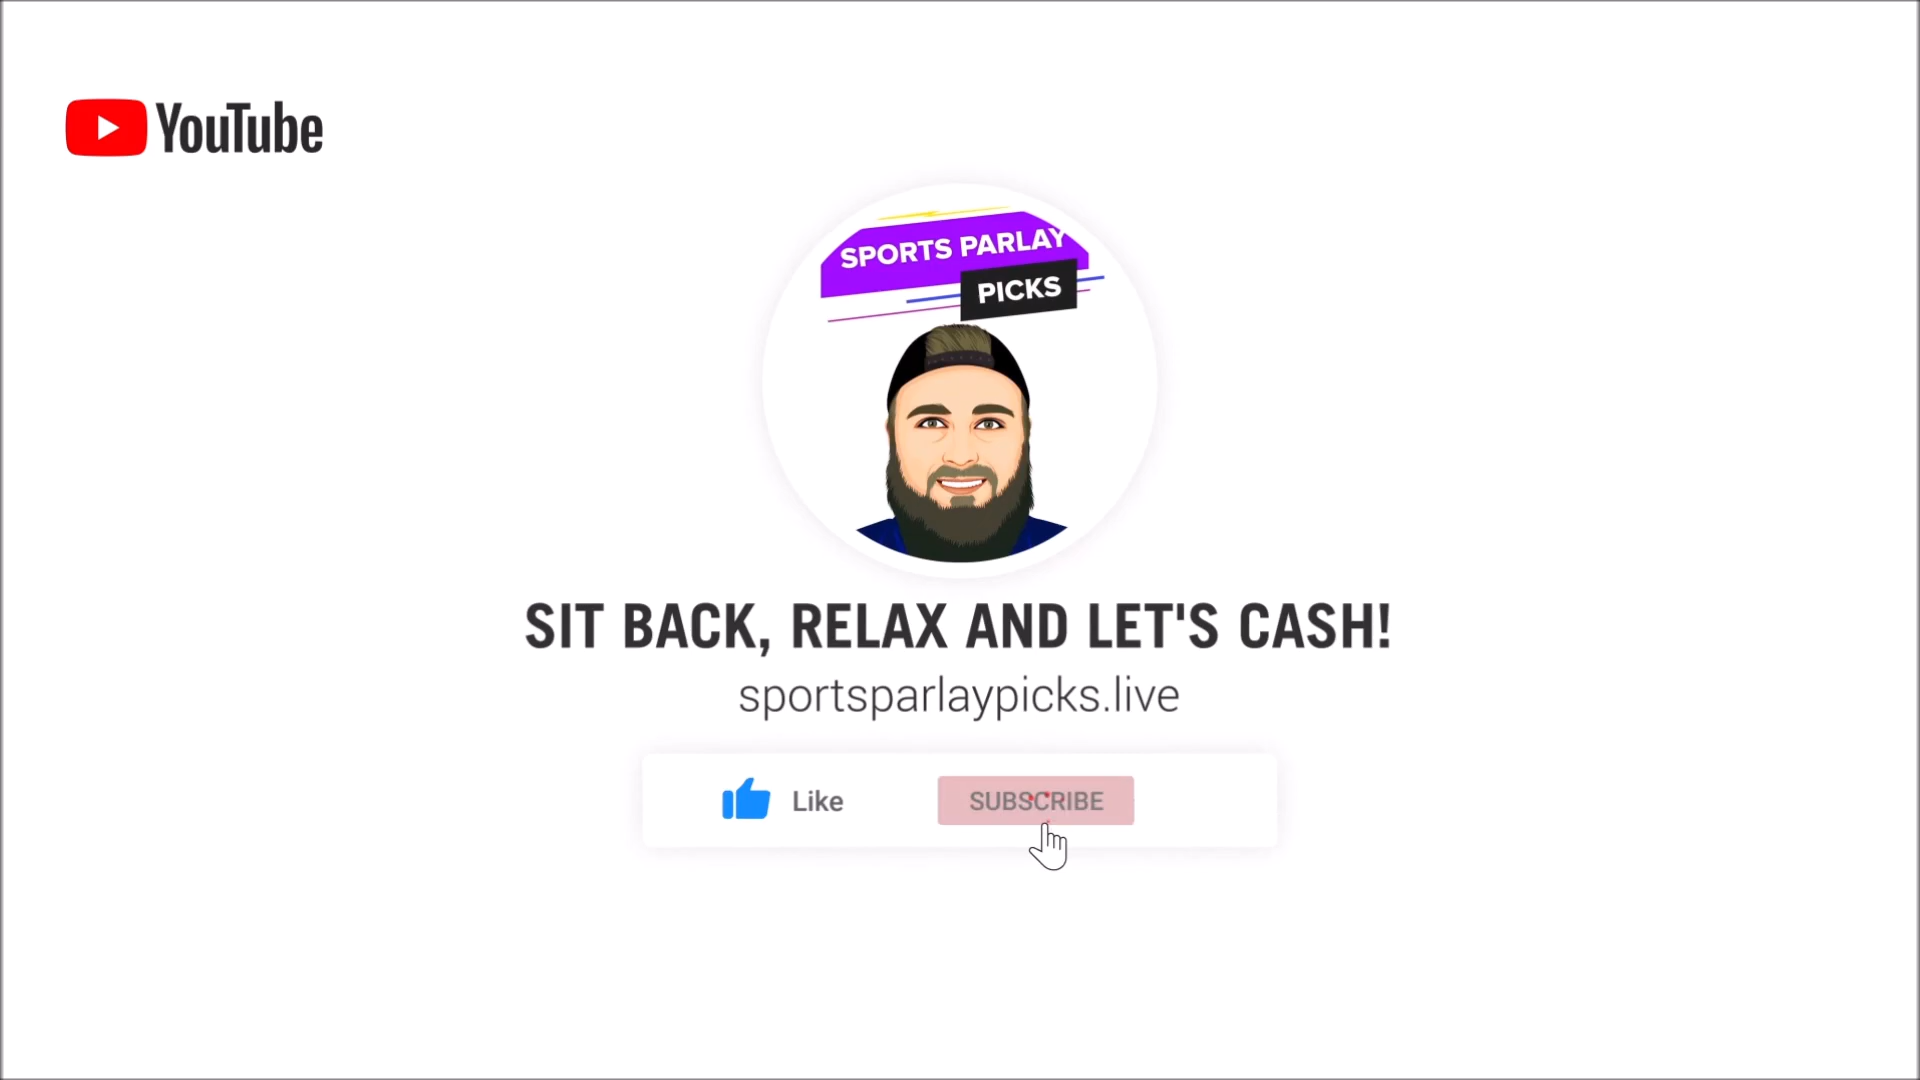 YouTube
SPORTS PARLAY
PICKS
SIT BACK, RELAX AND LET'S CASH!
sportsparlaypicks.live
Like
SUBSCRIBE